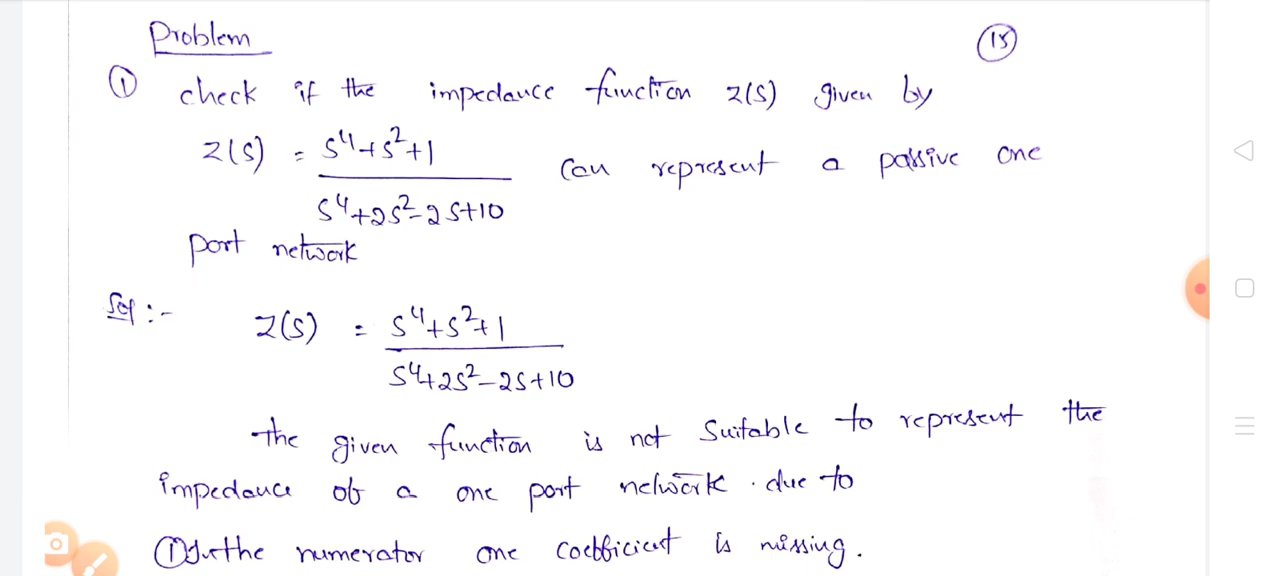 Problem
(15)
① check if the impedance function Z(S) given by
Z(S) = S⁴+S²+1 / S⁴+2S²-2S+10 Can represent a passive one
port network
Sol :- Z(S) = S⁴+S²+1 / S⁴+2S²-2S+10
The given function is not suitable to represent the
impedance of a one port network. due to
① In the numerator one coefficient is missing.